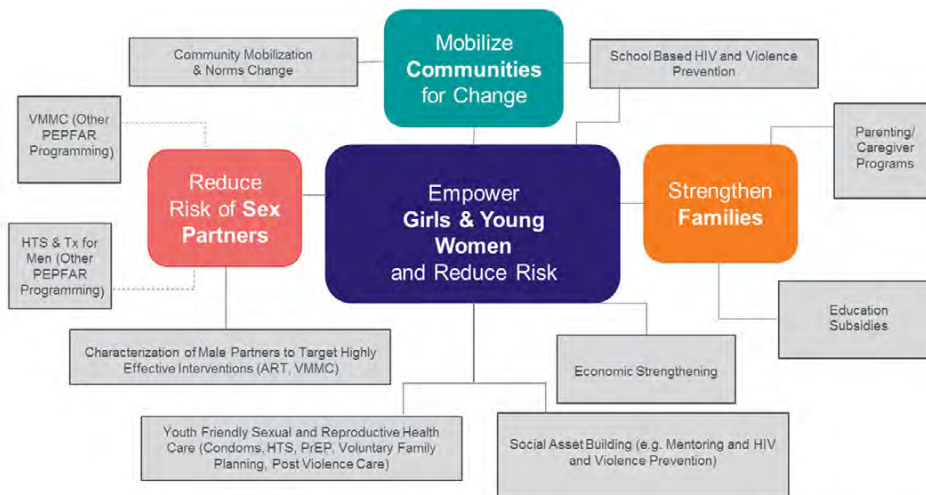 Mobilize
Communities
for Change
Community Mobilization
& Norms Change
School Based HIV and Violence
Prevention
VMMC (Other
PEPFAR
Programming)
Parenting/
Caregiver
Programs
Reduce
Risk of Sex
Partners
Empower
Girls & Young
Women
and Reduce Risk
Strengthen
Families
HTS & Tx for
Men (Other
PEPFAR
Programming)
Education
Subsidies
Characterization of Male Partners to Target Highly
Effective Interventions (ART, VMMC)
Economic Strengthening
Youth Friendly Sexual and Reproductive Health
Care (Condoms, HTS, PrEP, Voluntary Family
Planning, Post Violence Care)
Social Asset Building (e.g. Mentoring and HIV
and Violence Prevention)